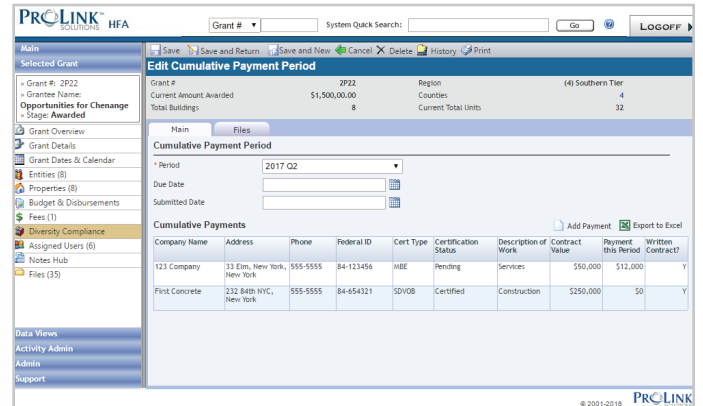 PROLINK™ HFA
SOLUTIONS
Grant # ▼
System Quick Search:
Go
LOGOFF
Main
Selected Grant
» Grant #: 2P22
» Grantee Name:
Opportunities for Chenange
» Stage: Awarded
Grant Overview
Grant Details
Grant Dates & Calendar
Entities (8)
Properties (8)
Budget & Disbursements
Fees (1)
Diversity Compliance
Assigned Users (6)
Notes Hub
Files (35)
Data Views
Activity Admin
Admin
Support
Save Save and Return Save and New Cancel Delete History Print
Edit Cumulative Payment Period
Grant # 2P22 Region (4) Southern Tier
Current Amount Awarded $1,500,00.00 Counties 4
Total Buildings 8 Current Total Units 32
Main Files
Cumulative Payment Period
* Period 2017 Q2
Due Date
Submitted Date
Cumulative Payments Add Payment Export to Excel
Company Name Address Phone Federal ID Cert Type Certification Description of Contract Payment Written
Status Work Value this Period Contract?
123 Company 33 Elm, New York, 555-5555 84-123456 MBE Pending Services $50,000 $12,000 Y
New York
First Concrete 232 84th NYC, 555-5555 84-654321 SDVOB Certified Construction $250,000 $0 Y
New York
© 2001-2016 PROLINK
SOLUTIONS